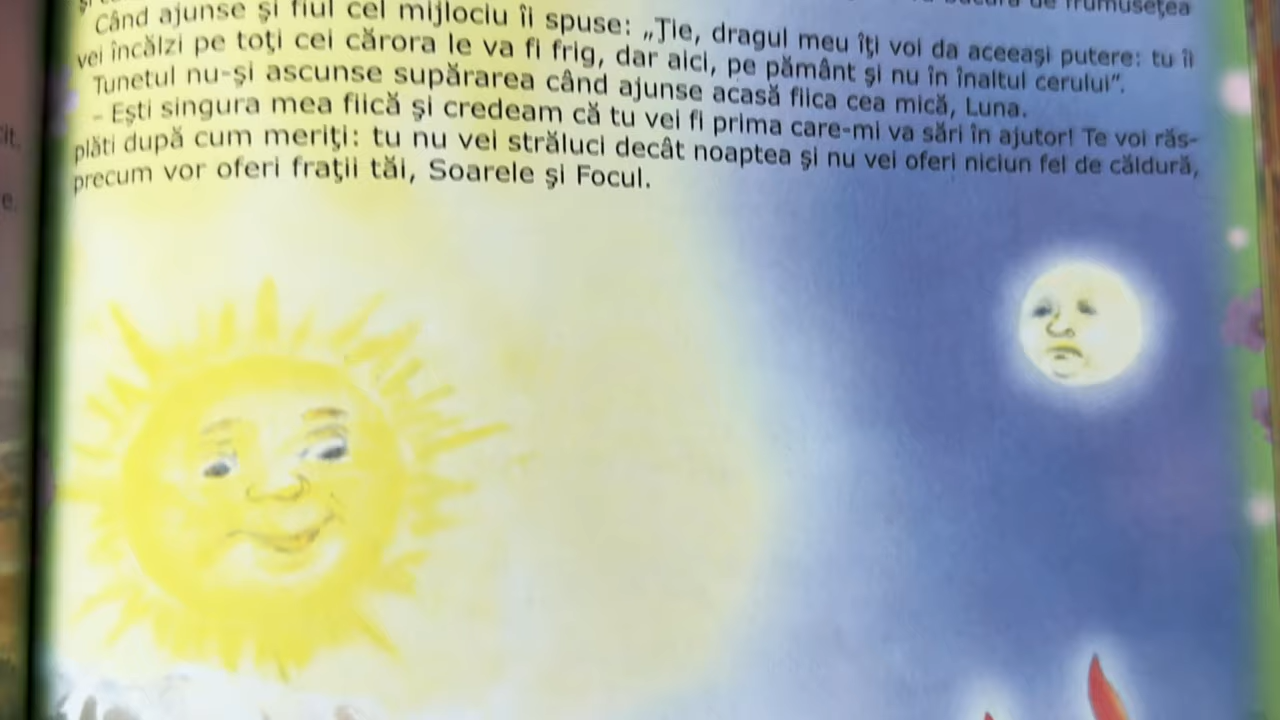 de frumusețea
Când ajunse şi fiul cel mijlociu îi spuse: „Ţie, dragul meu îţi voi da aceeaşi putere: tu îi
vei încălzi pe toţi cei cărora le va fi frig, dar aici, pe pământ şi nu în înaltul cerului”.
Tunetul nu-şi ascunse supărarea când ajunse acasă fiica cea mică, Luna.
– Eşti singura mea fiică şi credeam că tu vei fi prima care-mi va sări în ajutor! Te voi răs-
plăti după cum meriţi: tu nu vei străluci decât noaptea şi nu vei oferi niciun fel de căldură,
precum vor oferi fraţii tăi, Soarele şi Focul.